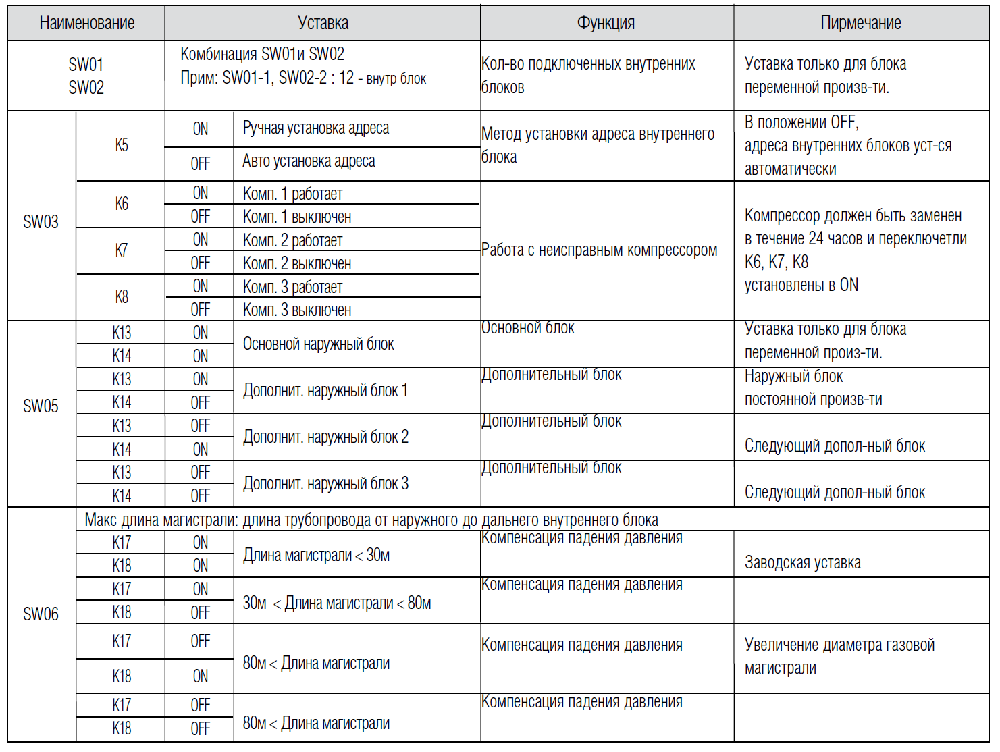 Наименование Уставка Функция Пирмечание
SW01
SW02
Комбинация SW01и SW02
Прим: SW01-1, SW02-2 : 12 - внутр блок
Кол-во подключенных внутренних
блоков
Уставка только для блока
переменной произв-ти.
SW03
K5
ON Ручная установка адреса
OFF Авто установка адреса
Метод установки адреса внутреннего
блока
В положении OFF,
адреса внутренних блоков уст-ся
автоматически
K6
ON Комп. 1 работает
OFF Комп. 1 выключен
K7
ON Комп. 2 работает
OFF Комп. 2 выключен
K8
ON Комп. 3 работает
OFF Комп. 3 выключен
Работа с неисправным компрессором
Компрессор должен быть заменен
в течение 24 часов и переключетли
K6, K7, K8
установлены в ON
SW05
K13 ON
K14 ON
Основной наружный блок
Основной блок
Уставка только для блока
переменной произ-ти.
K13 ON
K14 OFF
Дополнит. наружный блок 1
Дополнительный блок
Наружный блок
постоянной произв-ти
K13 OFF
K14 ON
Дополнит. наружный блок 2
Дополнительный блок
Следующий допол-ный блок
K13 OFF
K14 OFF
Дополнит. наружный блок 3
Дополнительный блок
Следующий допол-ный блок
SW06
Макс длина магистрали: длина трубопровода от наружного до дальнего внутреннего блока
K17 ON
K18 ON
Длина магистрали < 30м
Компенсация падения давления
Заводская уставка
K17 ON
K18 OFF
30м < Длина магистрали < 80м
Компенсация падения давления
K17 OFF
K18 ON
80м < Длина магистрали
Компенсация падения давления
Увеличение диаметра газовой
магистрали
K17 OFF
K18 OFF
80м < Длина магистрали
Компенсация падения давления